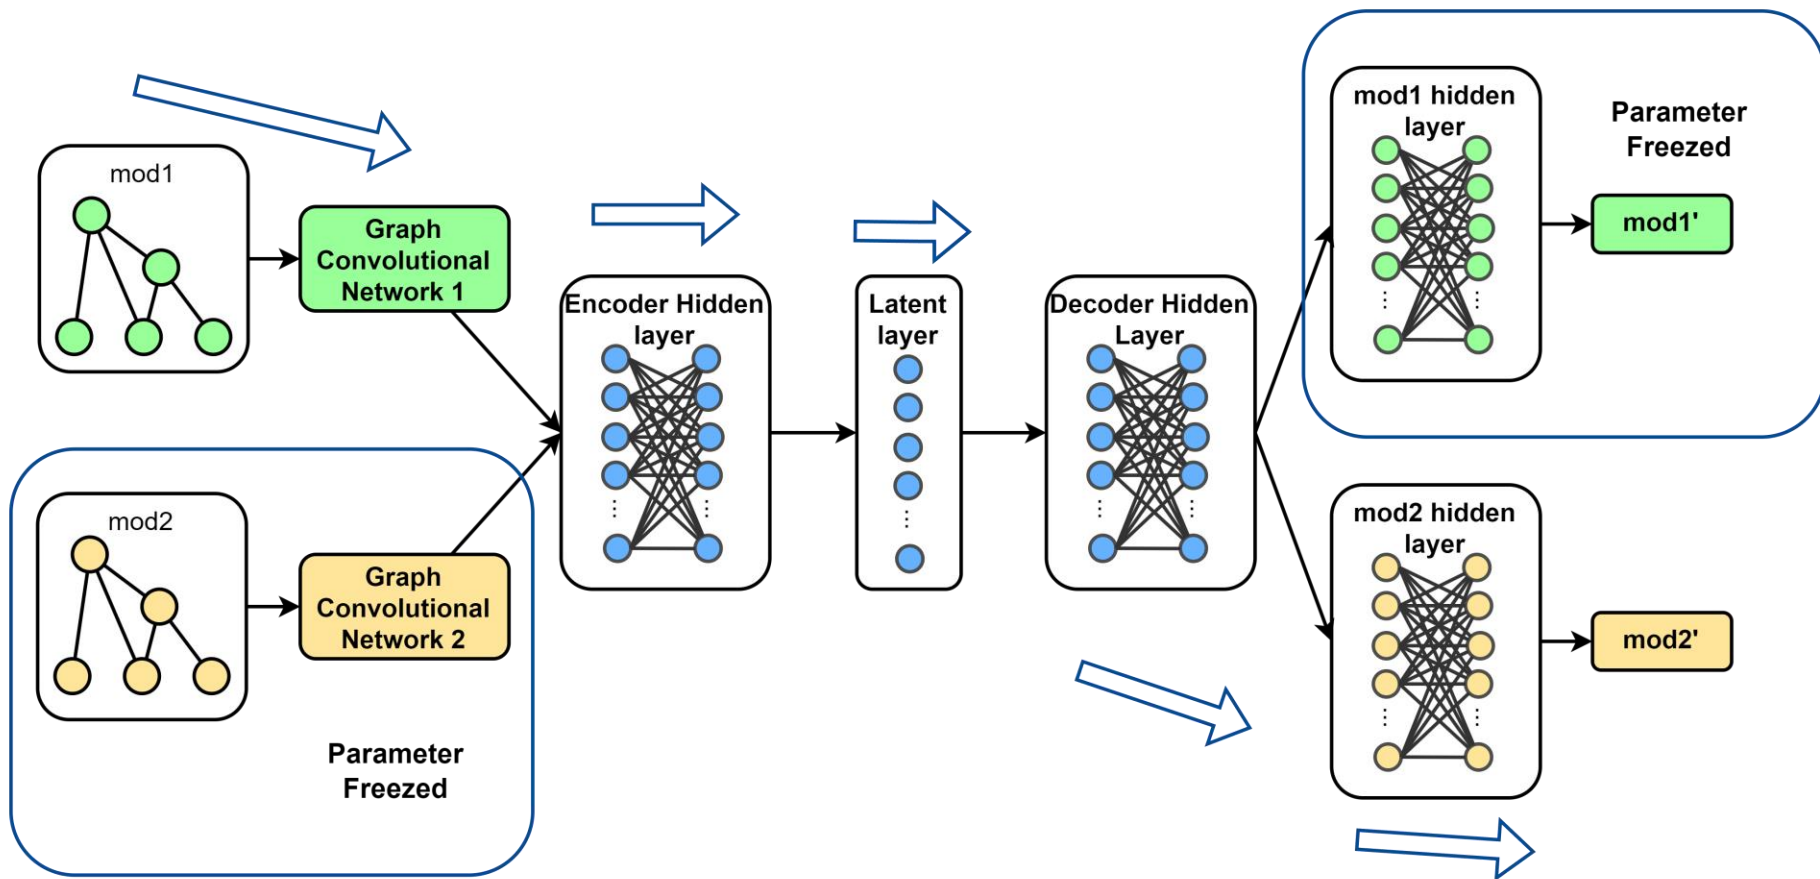 mod1
Graph
Convolutional
Network 1
mod2
Graph
Convolutional
Network 2
Parameter
Freezed
Encoder Hidden
layer
Latent
layer
Decoder Hidden
Layer
mod1 hidden
layer
Parameter
Freezed
mod1'
mod2 hidden
layer
mod2'